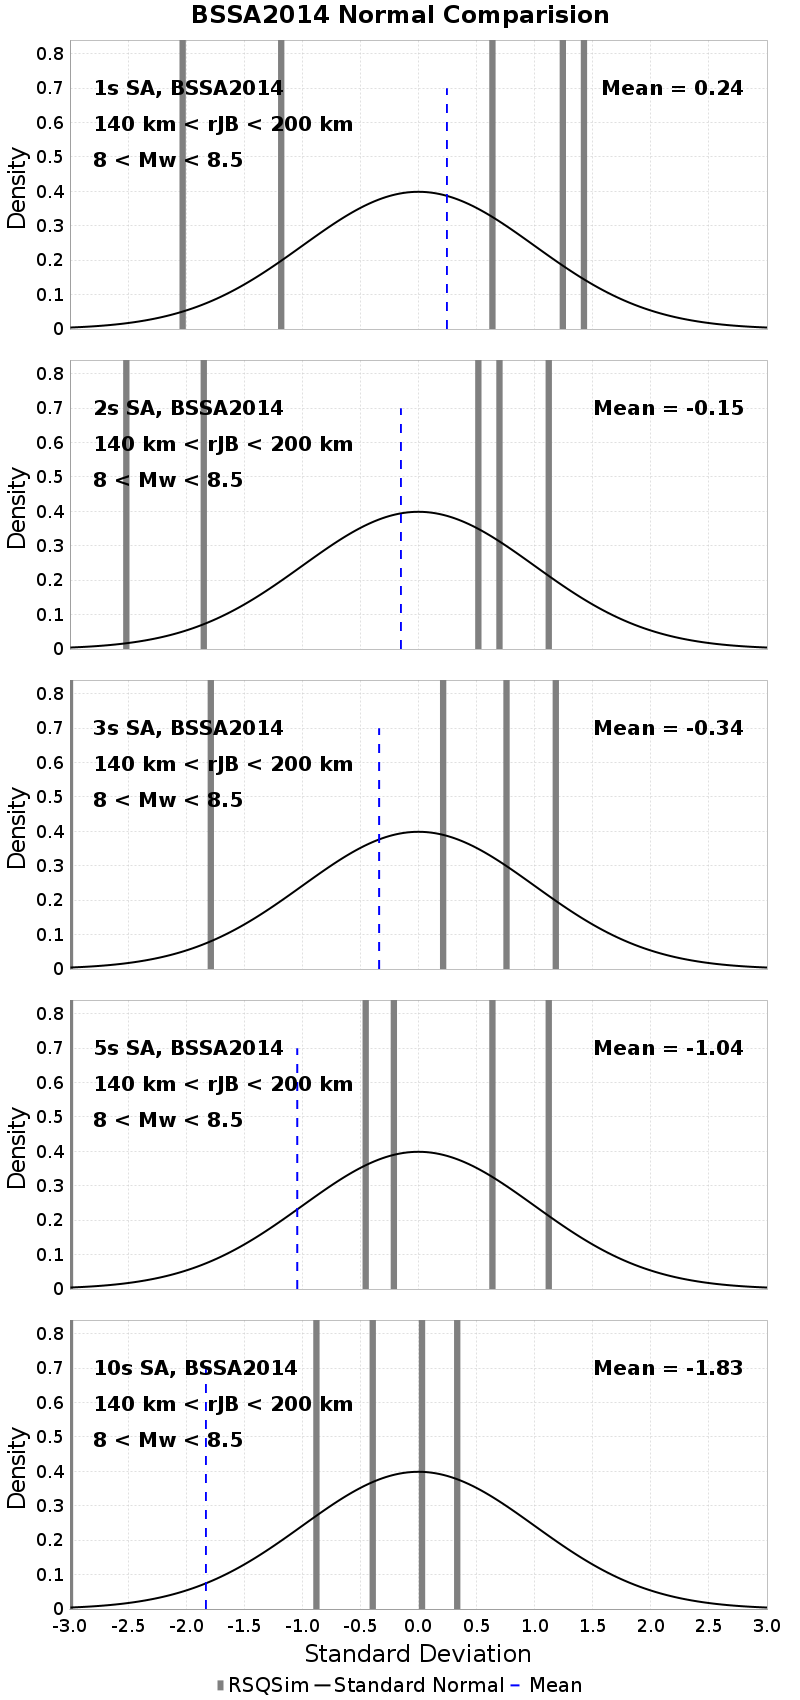 BSSA2014 Normal Comparision
0.8
0.7
0.6
0.5
0.4
0.3
0.2
0.1
0
Density
1s SA, BSSA2014
140 km < rJB < 200 km
8 < Mw < 8.5
Mean = 0.24
0.8
0.7
0.6
0.5
0.4
0.3
0.2
0.1
0
Density
2s SA, BSSA2014
140 km < rJB < 200 km
8 < Mw < 8.5
Mean = -0.15
0.8
0.7
0.6
0.5
0.4
0.3
0.2
0.1
0
Density
3s SA, BSSA2014
140 km < rJB < 200 km
8 < Mw < 8.5
Mean = -0.34
0.8
0.7
0.6
0.5
0.4
0.3
0.2
0.1
0
Density
5s SA, BSSA2014
140 km < rJB < 200 km
8 < Mw < 8.5
Mean = -1.04
0.8
0.7
0.6
0.5
0.4
0.3
0.2
0.1
0
Density
10s SA, BSSA2014
140 km < rJB < 200 km
8 < Mw < 8.5
Mean = -1.83
-3.0 -2.5 -2.0 -1.5 -1.0 -0.5 0.0 0.5 1.0 1.5 2.0 2.5 3.0
Standard Deviation
RSQSim Standard Normal Mean